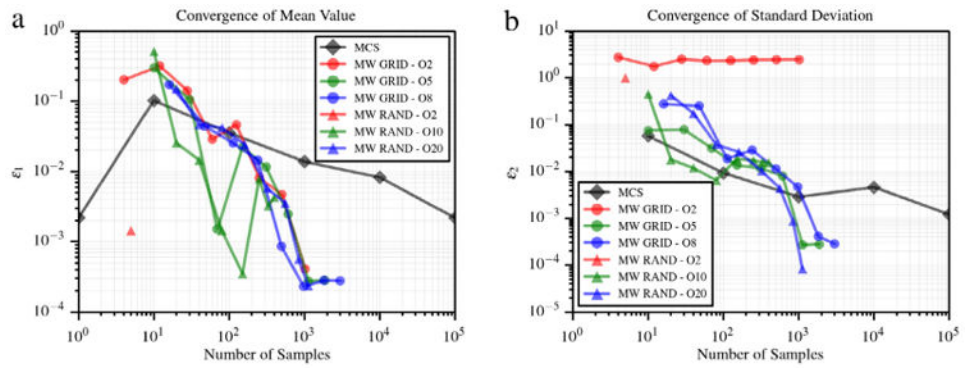 a
Convergence of Mean Value
10^0
10^-1
10^-2
10^-3
10^-4
ε1
MCS
MW GRID - O2
MW GRID - O5
MW GRID - O8
MW RAND - O2
MW RAND - O10
MW RAND - O20
10^0 10^1 10^2 10^3 10^4 10^5
Number of Samples
b
Convergence of Standard Deviation
10^1
10^0
10^-1
10^-2
10^-3
10^-4
10^-5
ε2
MCS
MW GRID - O2
MW GRID - O5
MW GRID - O8
MW RAND - O2
MW RAND - O10
MW RAND - O20
10^0 10^1 10^2 10^3 10^4 10^5
Number of Samples